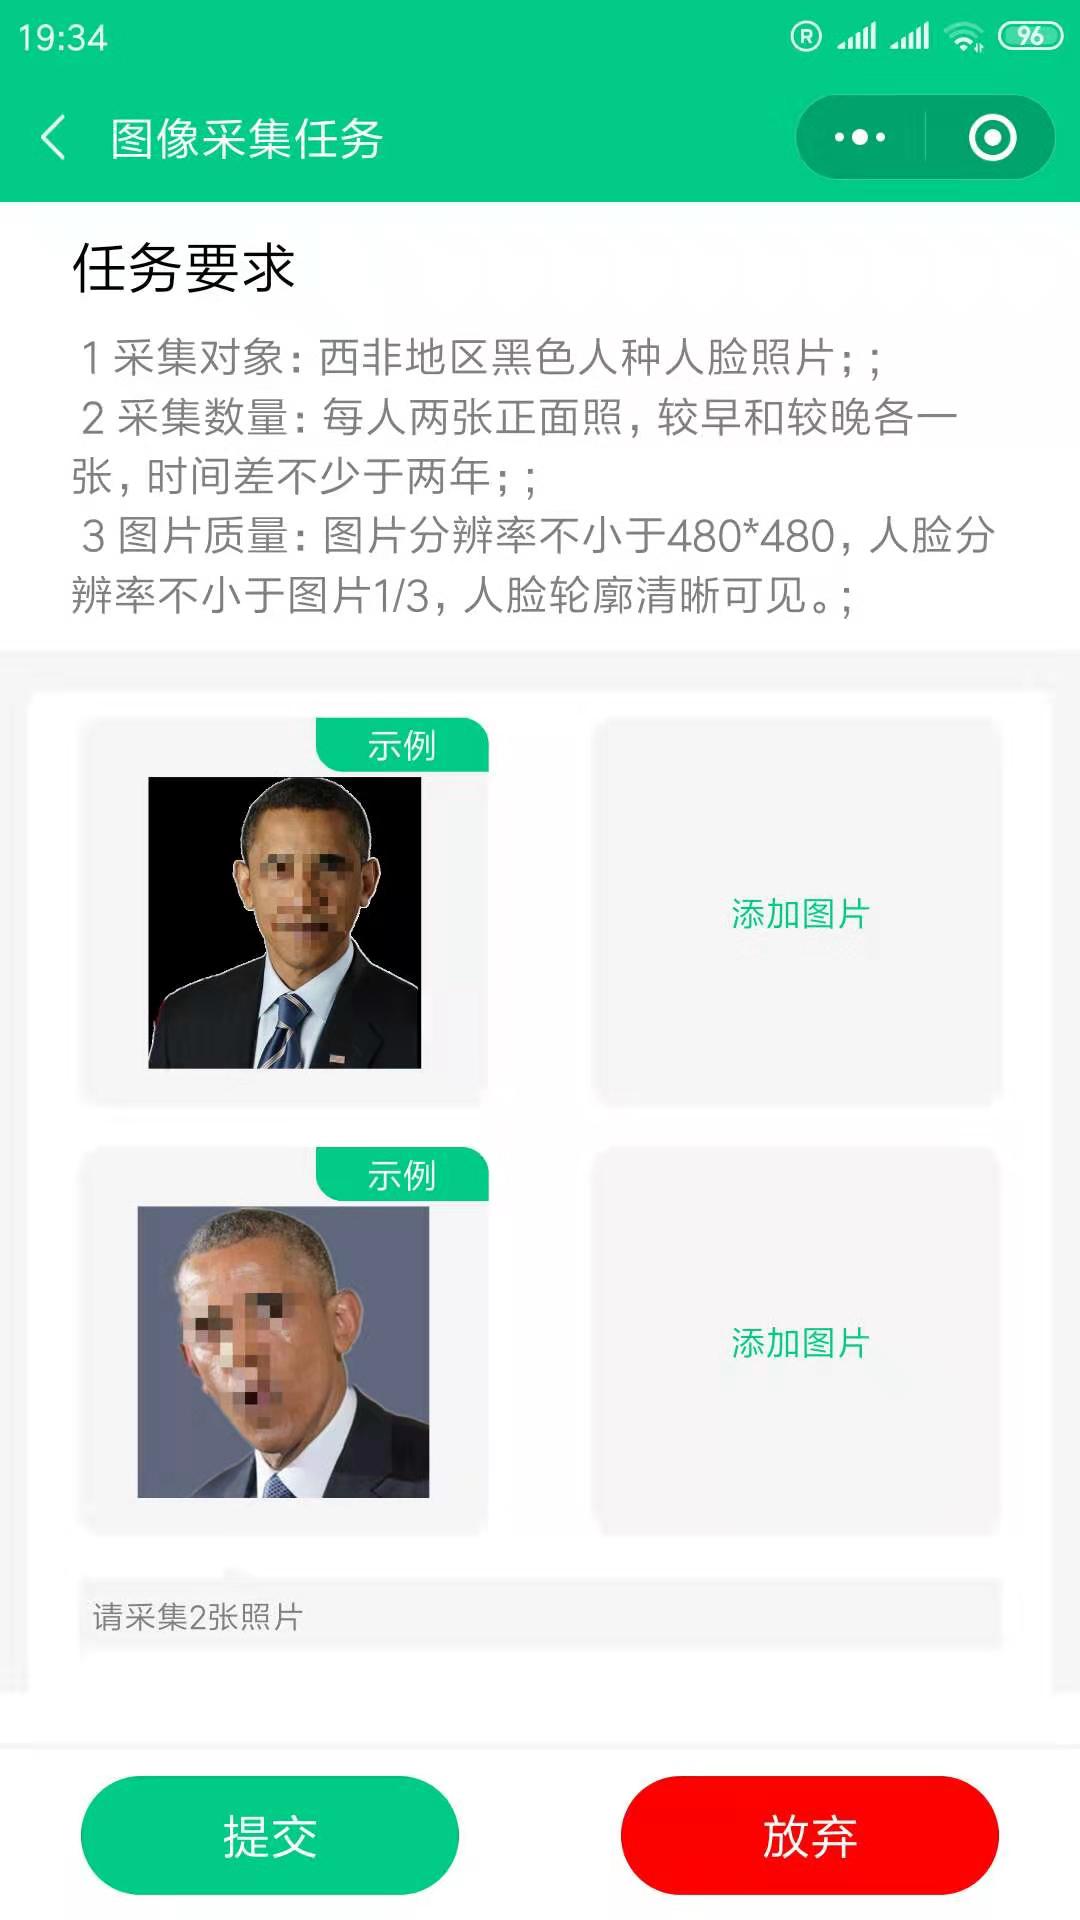 19:34
R
96
图像采集任务
任务要求
1 采集对象：西非地区黑色人种人脸照片；;
2 采集数量：每人两张正面照，较早和较晚各一
张，时间差不少于两年；;
3 图片质量：图片分辨率不小于480*480，人脸分
辨率不小于图片1/3，人脸轮廓清晰可见。;
示例
添加图片
示例
添加图片
请采集2张照片
提交
放弃